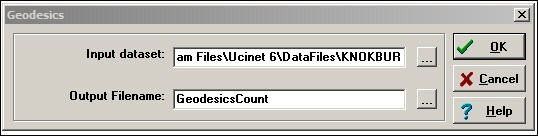 Geodesics
Input dataset: am Files\Ucinet 6\DataFiles\KNOKBUR ...
Output Filename: GeodesicsCount ...
OK
Cancel
? Help